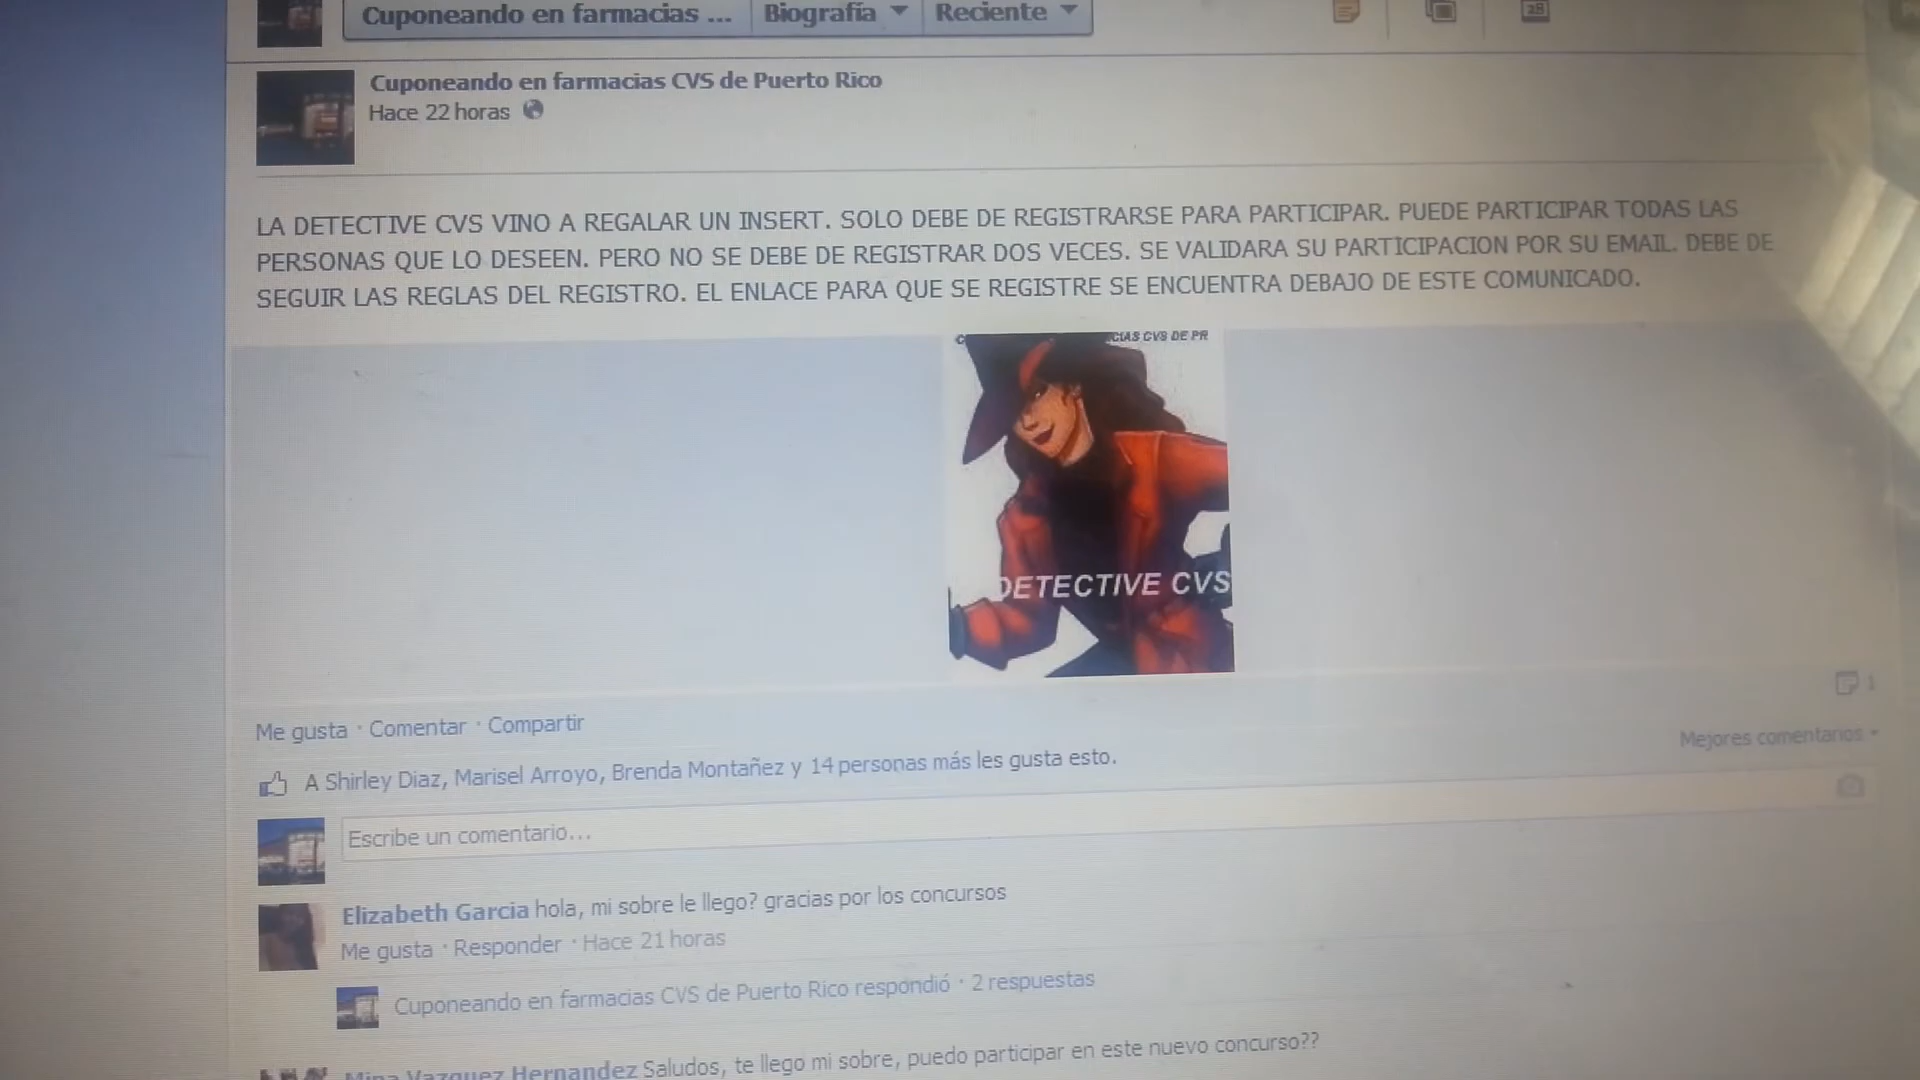 Cuponeando en farmacias ... Biografía Reciente
28
Cuponeando en farmacias CVS de Puerto Rico
Hace 22 horas
LA DETECTIVE CVS VINO A REGALAR UN INSERT. SOLO DEBE DE REGISTRARSE PARA PARTICIPAR. PUEDE PARTICIPAR TODAS LAS
PERSONAS QUE LO DESEEN. PERO NO SE DEBE DE REGISTRAR DOS VECES. SE VALIDARA SU PARTICIPACION POR SU EMAIL. DEBE DE
SEGUIR LAS REGLAS DEL REGISTRO. EL ENLACE PARA QUE SE REGISTRE SE ENCUENTRA DEBAJO DE ESTE COMUNICADO.
CVS DE PR
DETECTIVE CVS
1
Me gusta · Comentar · Compartir
Mejores comentarios
A Shirley Diaz, Marisel Arroyo, Brenda Montañez y 14 personas más les gusta esto.
Escribe un comentario...
Elizabeth Garcia hola, mi sobre le llego? gracias por los concursos
Me gusta · Responder · Hace 21 horas
Cuponeando en farmacias CVS de Puerto Rico respondió · 2 respuestas
Mina Vazquez Hernandez Saludos, te llego mi sobre, puedo participar en este nuevo concurso??